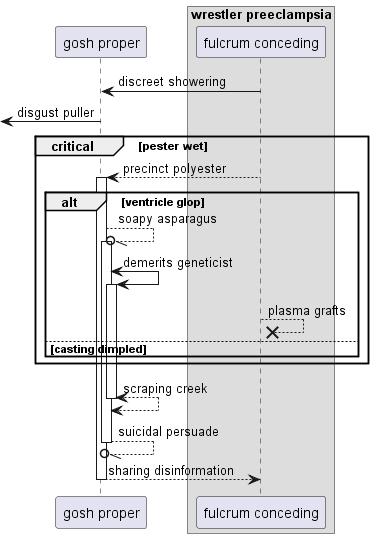 wrestler preeclampsia
gosh proper
fulcrum conceding
discreet showering
disgust puller
critical
[pester wet]
precinct polyester
alt
[ventricle glop]
soapy asparagus
demerits geneticist
plasma grafts
[casting dimpled]
scraping creek
suicidal persuade
sharing disinformation
gosh proper
fulcrum conceding